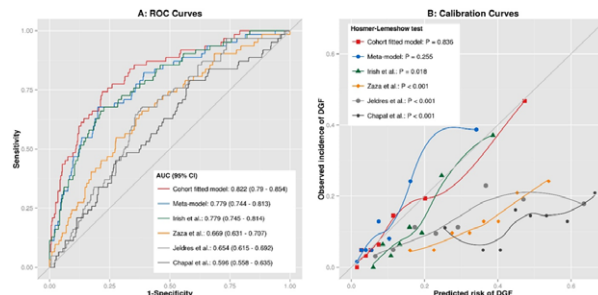 A: ROC Curves
1.00
0.75
0.50
0.25
0.00
Sensitivity
AUC (95% CI)
Cohort fitted model: 0.822 (0.79 - 0.854)
Meta-model: 0.779 (0.744 - 0.813)
Irish et al.: 0.779 (0.745 - 0.814)
Zaza et al.: 0.669 (0.631 - 0.707)
Jeldres et al.: 0.654 (0.615 - 0.692)
Chapal et al.: 0.596 (0.558 - 0.635)
0.00 0.25 0.50 0.75 1.00
1-Specificity
B: Calibration Curves
Hosmer-Lemeshow test
Cohort fitted model: P = 0.836
Meta-model: P = 0.255
Irish et al.: P = 0.018
Zaza et al.: P < 0.001
Jeldres et al.: P < 0.001
Chapal et al.: P < 0.001
0.6
0.4
0.2
0.0
Observed incidence of DGF
0.0 0.2 0.4 0.6
Predicted risk of DGF